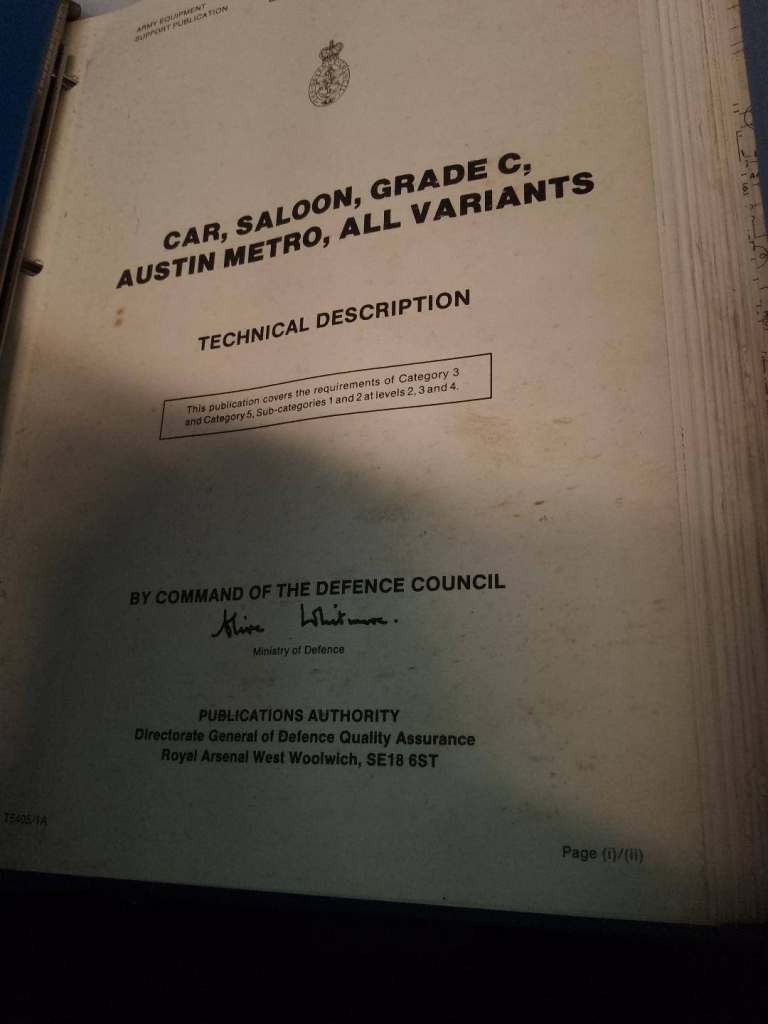 ARMY EQUIPMENT
SUPPORT PUBLICATION
CAR, SALOON, GRADE C,
AUSTIN METRO, ALL VARIANTS
TECHNICAL DESCRIPTION
This publication covers the requirements of Category 3
and Category 5, Sub-categories 1 and 2 at levels 2, 3 and 4.
BY COMMAND OF THE DEFENCE COUNCIL
Clive Whitmore.
Ministry of Defence
PUBLICATIONS AUTHORITY
Directorate General of Defence Quality Assurance
Royal Arsenal West Woolwich, SE18 6ST
Page (i)/(ii)